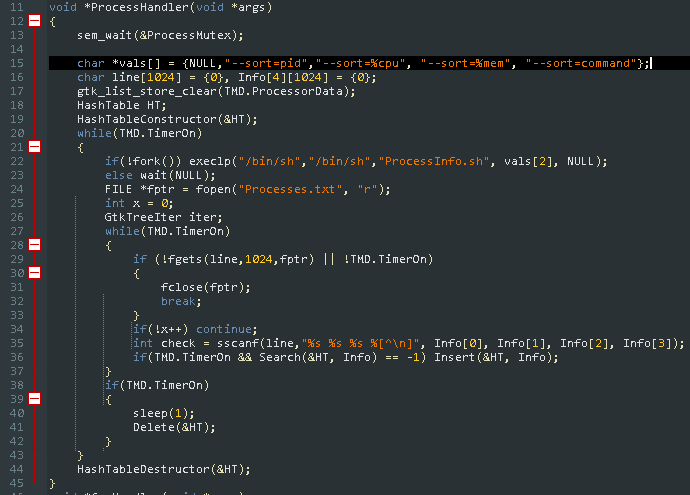 11 void *ProcessHandler(void *args)
12 {
13 sem_wait(&ProcessMutex);
14
15 char *vals[] = {NULL,"--sort=pid","--sort=%cpu", "--sort=%mem", "--sort=command"};
16 char line[1024] = {0}, Info[4][1024] = {0};
17 gtk_list_store_clear(TMD.ProcessorData);
18 HashTable HT;
19 HashTableConstructor(&HT);
20 while(TMD.TimerOn)
21 {
22 if(!fork()) execlp("/bin/sh","/bin/sh","ProcessInfo.sh", vals[2], NULL);
23 else wait(NULL);
24 FILE *fptr = fopen("Processes.txt", "r");
25 int x = 0;
26 GtkTreeIter iter;
27 while(TMD.TimerOn)
28 {
29 if (!fgets(line,1024,fptr) || !TMD.TimerOn)
30 {
31 fclose(fptr);
32 break;
33 }
34 if(!x++) continue;
35 int check = sscanf(line,"%s %s %s %[^\n]", Info[0], Info[1], Info[2], Info[3]);
36 if(TMD.TimerOn && Search(&HT, Info) == -1) Insert(&HT, Info);
37 }
38 if(TMD.TimerOn)
39 {
40 sleep(1);
41 Delete(&HT);
42 }
43 }
44 HashTableDestructor(&HT);
45 }